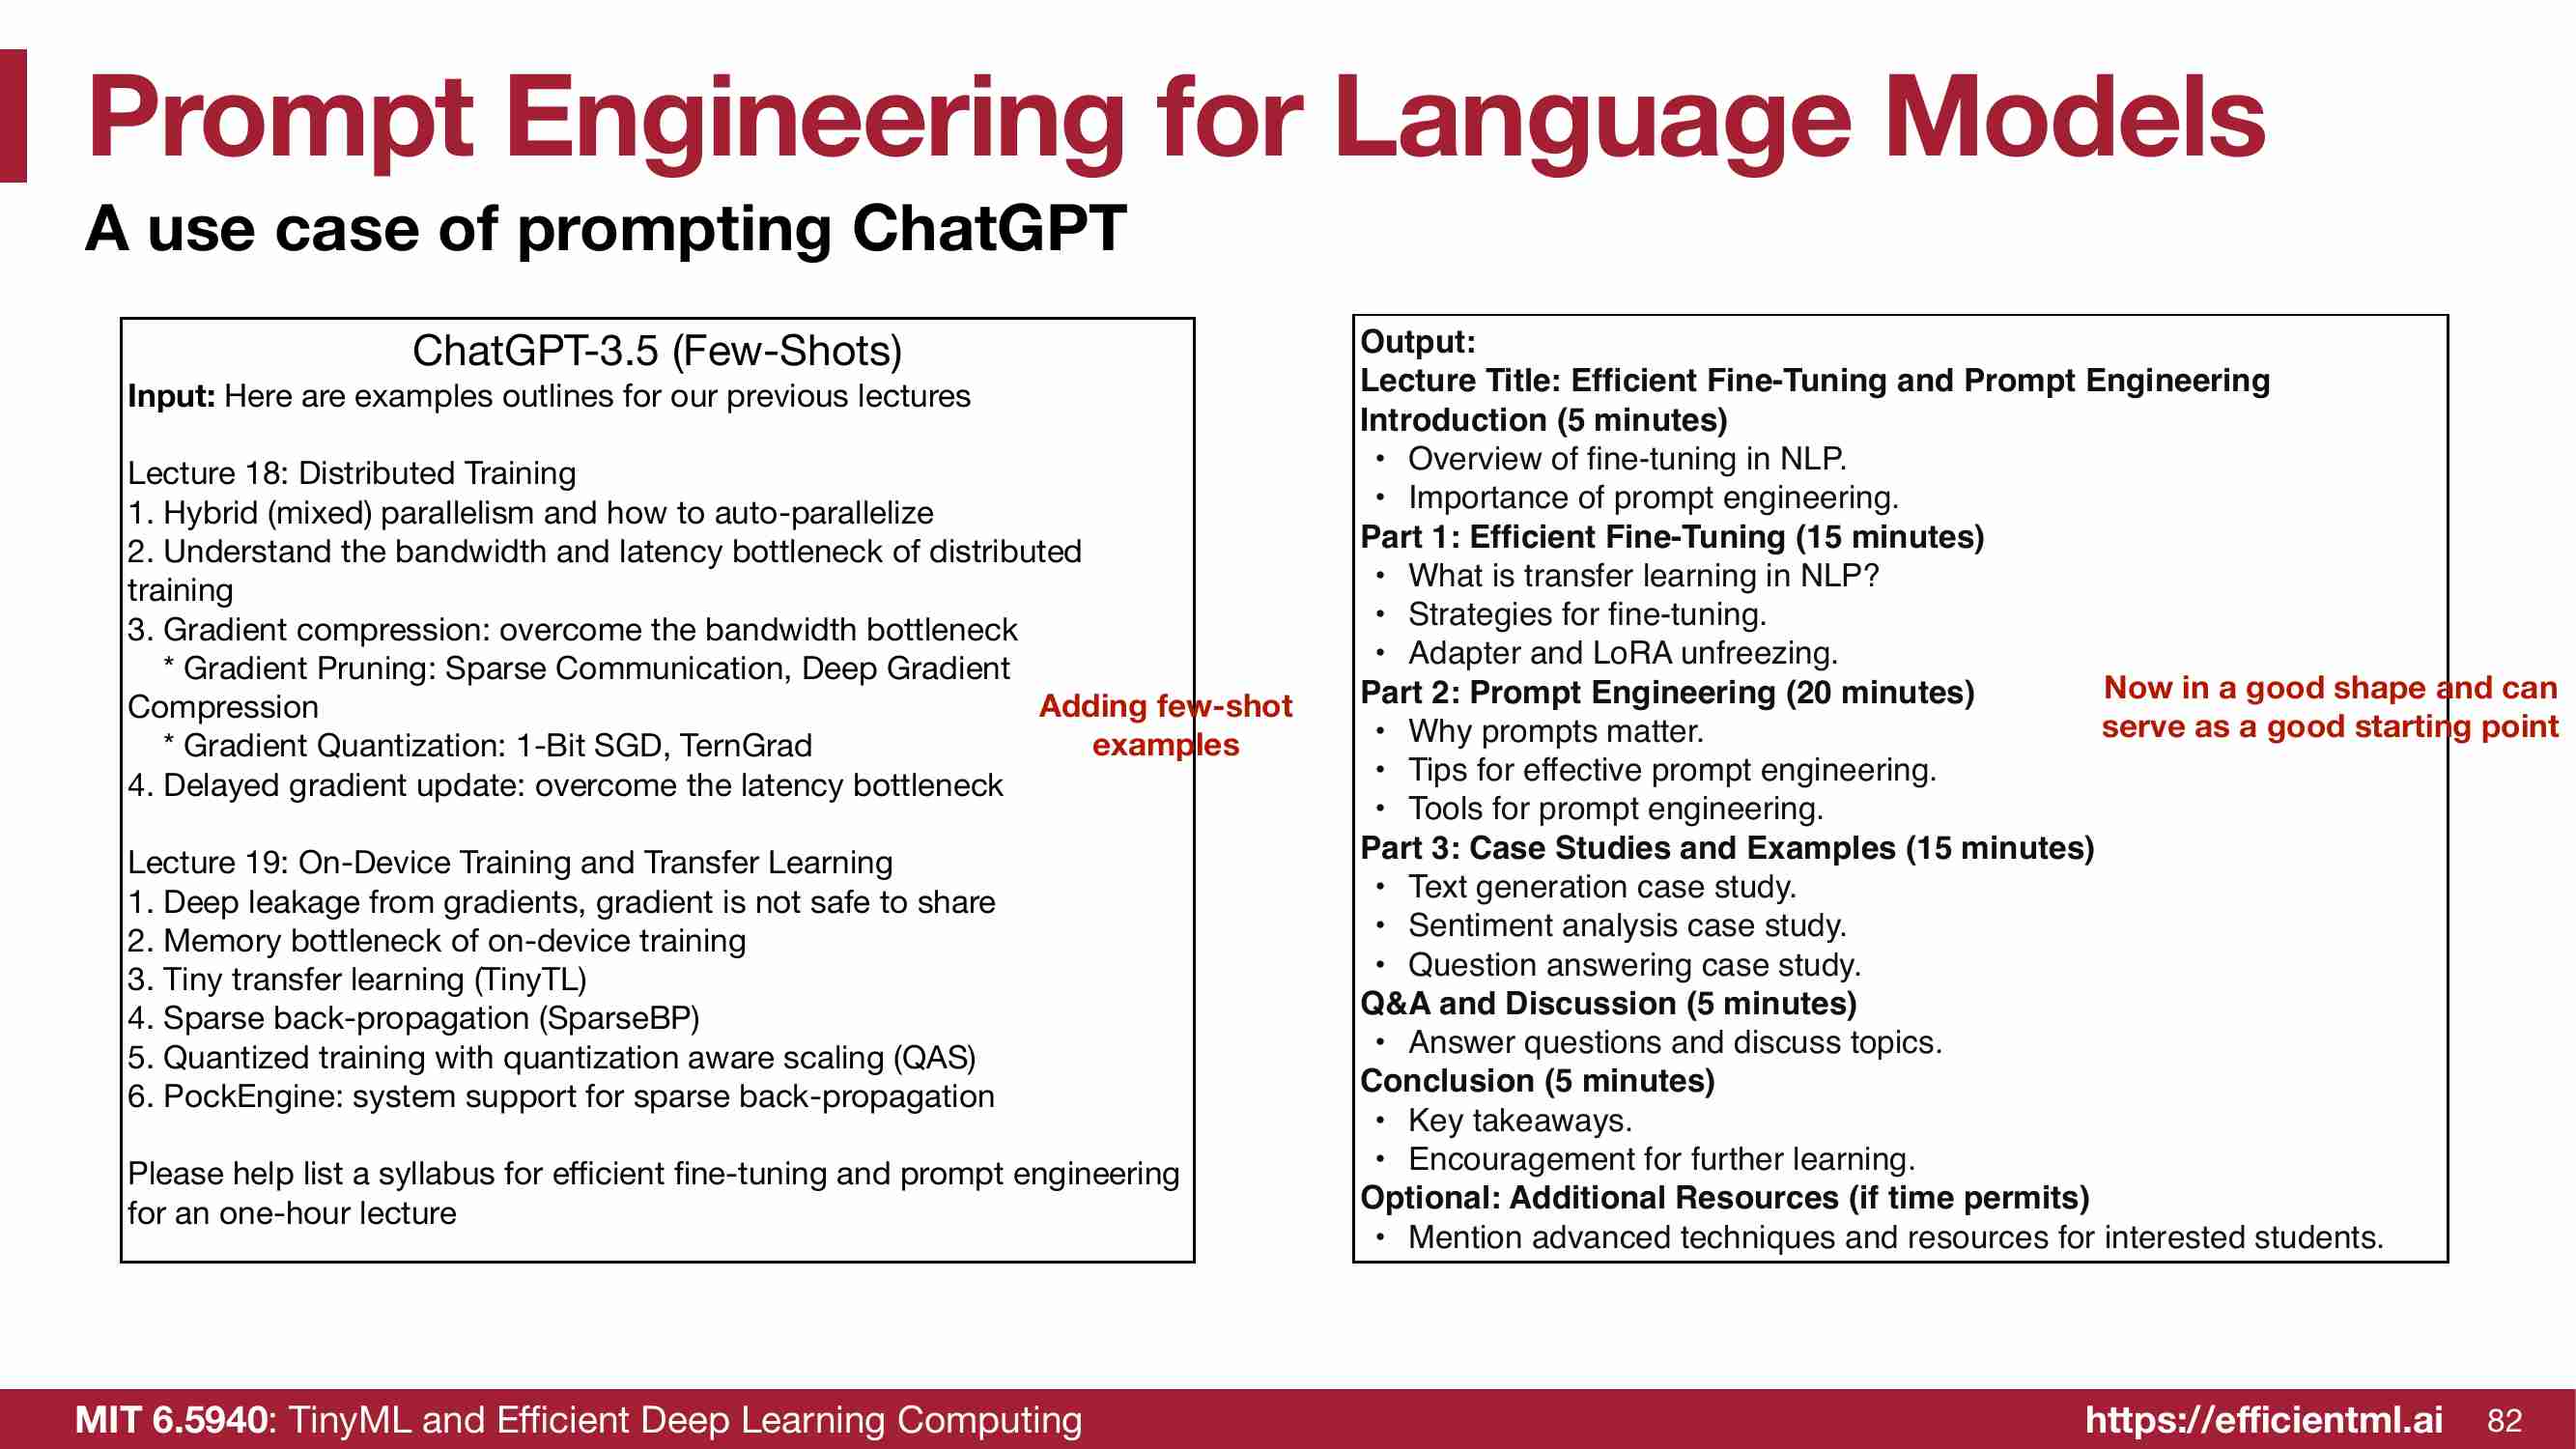 Prompt Engineering for Language Models
A use case of prompting ChatGPT
ChatGPT-3.5 (Few-Shots)
Input: Here are examples outlines for our previous lectures
Lecture 18: Distributed Training
1. Hybrid (mixed) parallelism and how to auto-parallelize
2. Understand the bandwidth and latency bottleneck of distributed
training
3. Gradient compression: overcome the bandwidth bottleneck
* Gradient Pruning: Sparse Communication, Deep Gradient
Compression
* Gradient Quantization: 1-Bit SGD, TernGrad
4. Delayed gradient update: overcome the latency bottleneck
Lecture 19: On-Device Training and Transfer Learning
1. Deep leakage from gradients, gradient is not safe to share
2. Memory bottleneck of on-device training
3. Tiny transfer learning (TinyTL)
4. Sparse back-propagation (SparseBP)
5. Quantized training with quantization aware scaling (QAS)
6. PockEngine: system support for sparse back-propagation
Please help list a syllabus for efficient fine-tuning and prompt engineering
for an one-hour lecture
Adding few-shot
examples
Output:
Lecture Title: Efficient Fine-Tuning and Prompt Engineering
Introduction (5 minutes)
• Overview of fine-tuning in NLP.
• Importance of prompt engineering.
Part 1: Efficient Fine-Tuning (15 minutes)
• What is transfer learning in NLP?
• Strategies for fine-tuning.
• Adapter and LoRA unfreezing.
Part 2: Prompt Engineering (20 minutes)
• Why prompts matter.
• Tips for effective prompt engineering.
• Tools for prompt engineering.
Part 3: Case Studies and Examples (15 minutes)
• Text generation case study.
• Sentiment analysis case study.
• Question answering case study.
Q&A and Discussion (5 minutes)
• Answer questions and discuss topics.
Conclusion (5 minutes)
• Key takeaways.
• Encouragement for further learning.
Optional: Additional Resources (if time permits)
• Mention advanced techniques and resources for interested students.
Now in a good shape and can
serve as a good starting point
MIT 6.5940: TinyML and Efficient Deep Learning Computing
https://efficientml.ai
82